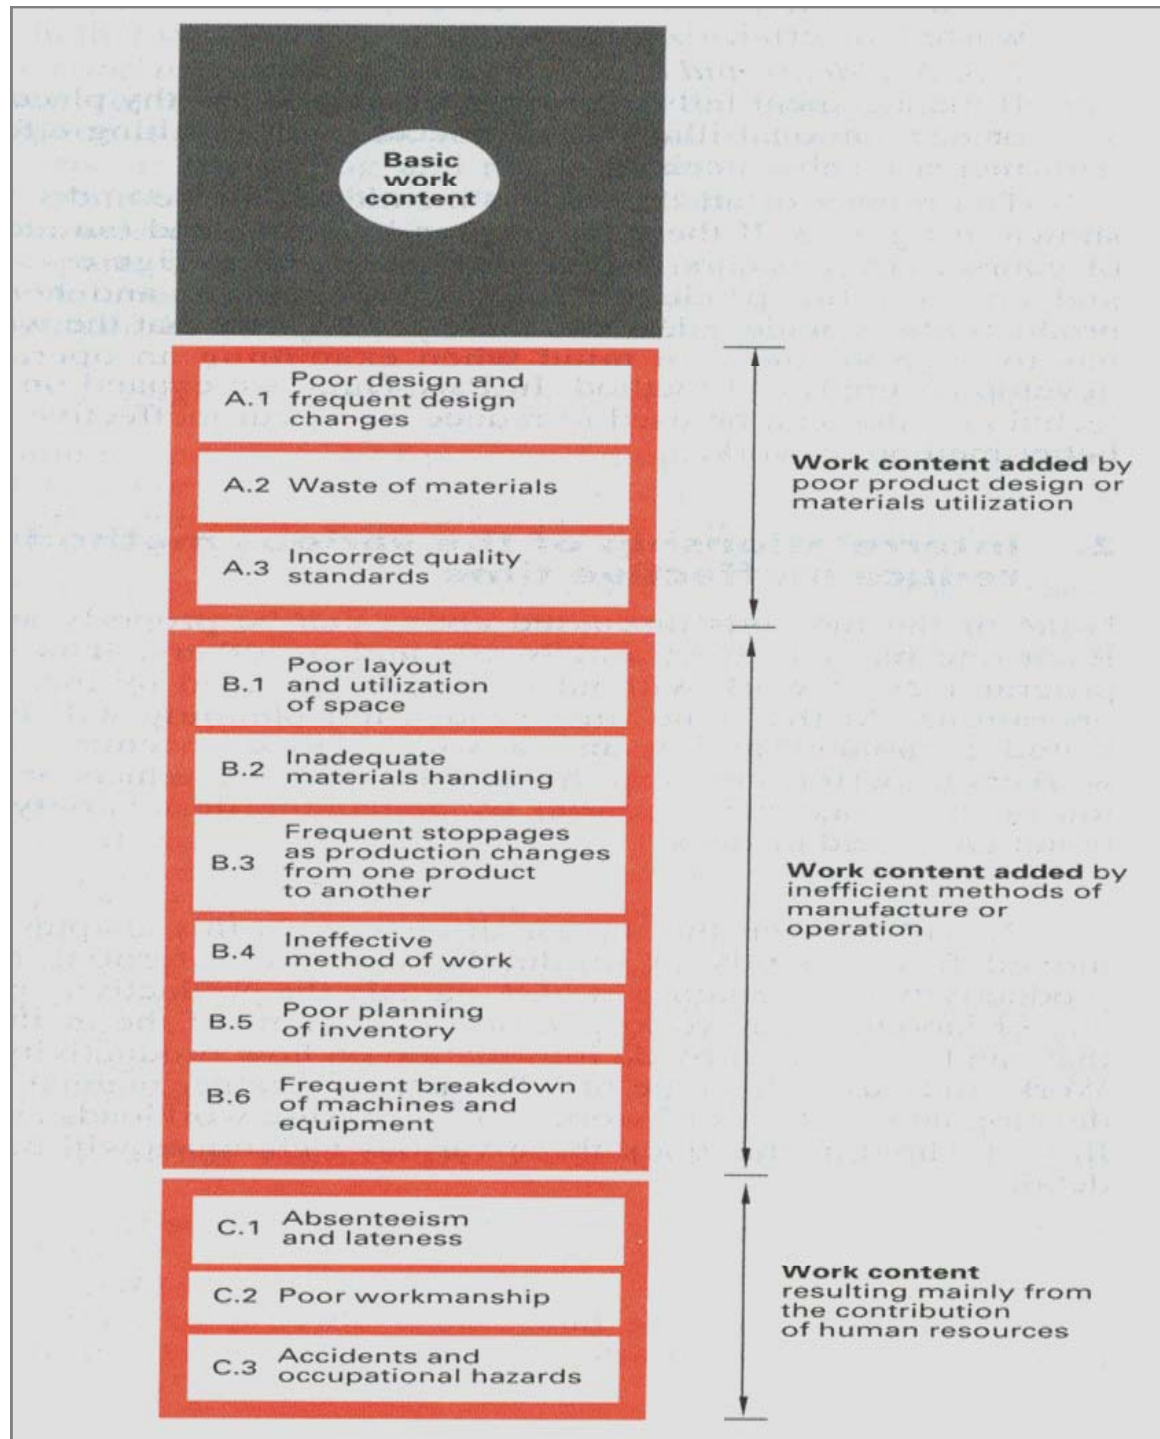 Basic
work
content
A.1 Poor design and
frequent design
changes
A.2 Waste of materials
A.3 Incorrect quality
standards
Work content added by
poor product design or
materials utilization
B.1 Poor layout
and utilization
of space
B.2 Inadequate
materials handling
B.3 Frequent stoppages
as production changes
from one product
to another
B.4 Ineffective
method of work
B.5 Poor planning
of inventory
B.6 Frequent breakdown
of machines and
equipment
Work content added by
inefficient methods of
manufacture or
operation
C.1 Absenteeism
and lateness
C.2 Poor workmanship
C.3 Accidents and
occupational hazards
Work content
resulting mainly from
the contribution
of human resources